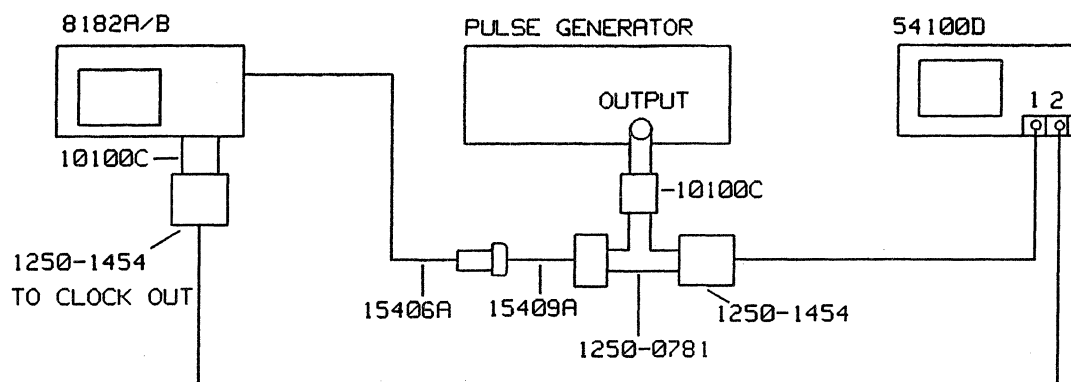 8182A/B
PULSE GENERATOR
54100D
OUTPUT
1 2
10100C
10100C
1250-1454
TO CLOCK OUT
15406A
15409A
1250-1454
1250-0781